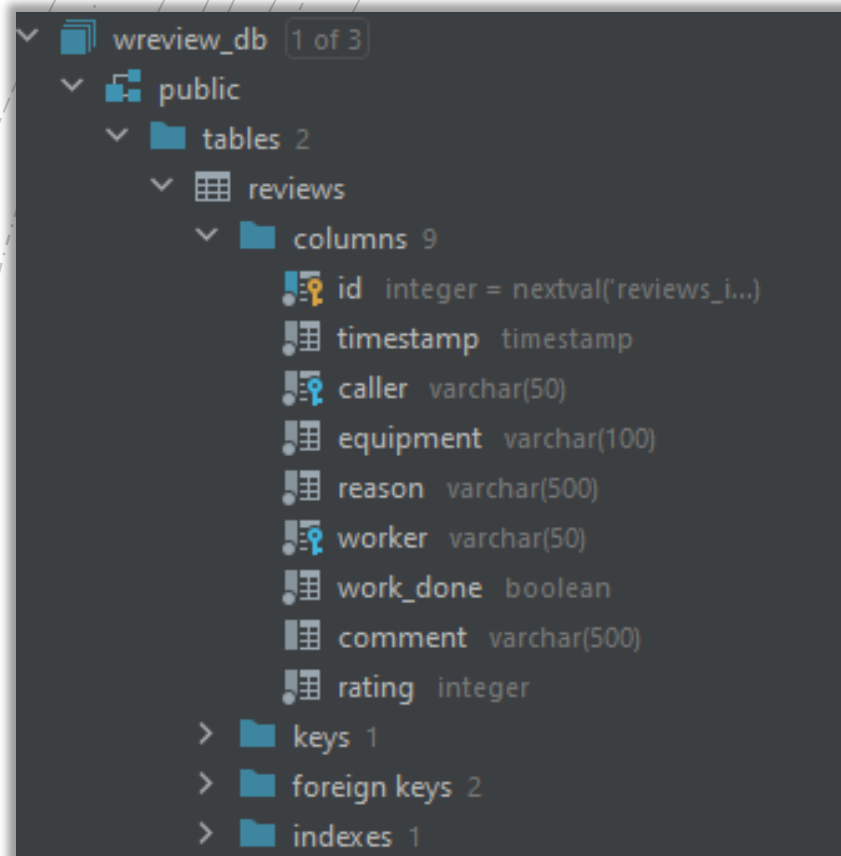 wreview_db 1 of 3
public
tables 2
reviews
columns 9
id integer = nextval('reviews_i...)
timestamp timestamp
caller varchar(50)
equipment varchar(100)
reason varchar(500)
worker varchar(50)
work_done boolean
comment varchar(500)
rating integer
keys 1
foreign keys 2
indexes 1